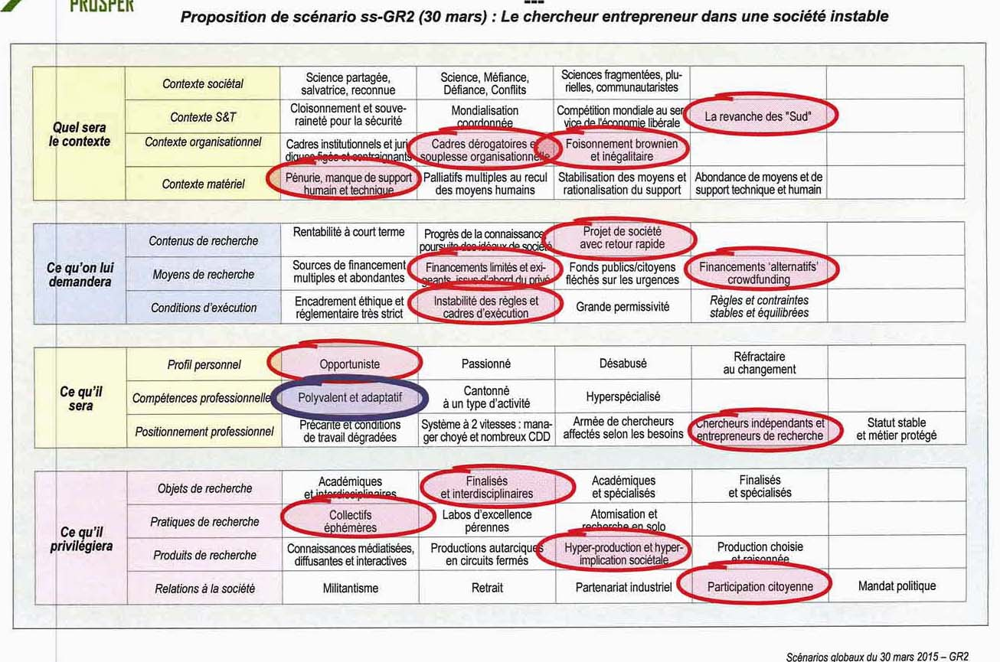 PROSPER
---
Proposition de scénario ss-GR2 (30 mars) : Le chercheur entrepreneur dans une société instable
Quel sera
le contexte
Contexte sociétal
Science partagée,
salvatrice, reconnue
Science, Méfiance,
Défiance, Conflits
Sciences fragmentées, plu-
rielles, communautaristes
Contexte S&T
Cloisonnement et souve-
raineté pour la sécurité
Mondialisation
coordonnée
Compétition mondiale au ser
vice de l'économie libérale
La revanche des "Sud"
Contexte organisationnel
Cadres institutionnels et juri
diques figés et contraignants
Cadres dérogatoires e
souplesse organisationnelle
Foisonnement brownien
et inégalitaire
Contexte matériel
Pénurie, manque de support
humain et technique
Palliatifs multiples au recul
des moyens humains
Stabilisation des moyens et
rationalisation du support
Abondance de moyens et de
support technique et humain
Ce qu'on lui
demandera
Contenus de recherche
Rentabilité à court terme
Progrès de la connaissance
poursuite des idéaux de société
Projet de société
avec retour rapide
Moyens de recherche
Sources de financement
multiples et abondantes
Financements limités et exi-
geants, issue d'abord du privé
Fonds publics/citoyens
fléchés sur les urgences
Financements 'alternatifs'
crowdfunding
Conditions d'exécution
Encadrement éthique et
réglementaire très strict
Instabilité des règles et
cadres d'exécution
Grande permissivité
Règles et contraintes
stables et équilibrées
Ce qu'il
sera
Profil personnel
Opportuniste
Passionné
Désabusé
Réfractaire
au changement
Compétences professionnelle
Polyvalent et adaptatif
Cantonné
à un type d'activité
Hyperspécialisé
Positionnement professionnel
Précarité et conditions
de travail dégradées
Système à 2 vitesses : mana-
ger choyé et nombreux CDD
Armée de chercheurs
affectés selon les besoins
Chercheurs indépendants et
entrepreneurs de recherche
Statut stable
et métier protégé
Ce qu'il
privilégiera
Objets de recherche
Académiques
et interdisciplinaires
Finalisés
et interdisciplinaires
Académiques
et spécialisés
Finalisés
et spécialisés
Pratiques de recherche
Collectifs
éphémères
Labos d'excellence
pérennes
Atomisation et
recherche en solo
Produits de recherche
Connaissances médiatisées,
diffusantes et interactives
Productions autarciques
en circuits fermés
Hyper-production et hyper-
implication sociétale
Production choisie
et raisonnée
Relations à la société
Militantisme
Retrait
Partenariat industriel
Participation citoyenne
Mandat politique
Scénarios globaux du 30 mars 2015 – GR2